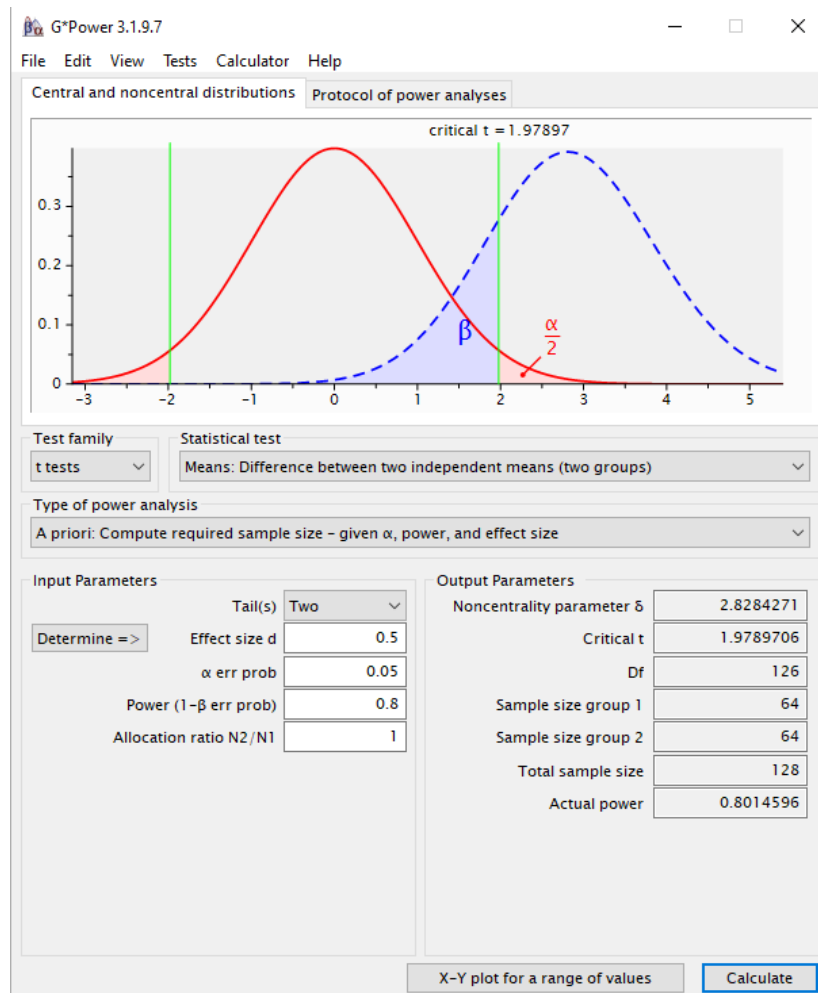 G*Power 3.1.9.7
File Edit View Tests Calculator Help
Central and noncentral distributions Protocol of power analyses
critical t = 1.97897
0.3
0.2
0.1
0
β
α
2
-3 -2 -1 0 1 2 3 4 5
Test family Statistical test
t tests Means: Difference between two independent means (two groups)
Type of power analysis
A priori: Compute required sample size - given α, power, and effect size
Input Parameters Output Parameters
Tail(s) Two Noncentrality parameter δ 2.8284271
Determine => Effect size d 0.5 Critical t 1.9789706
α err prob 0.05 Df 126
Power (1-β err prob) 0.8 Sample size group 1 64
Allocation ratio N2/N1 1 Sample size group 2 64
Total sample size 128
Actual power 0.8014596
X-Y plot for a range of values Calculate